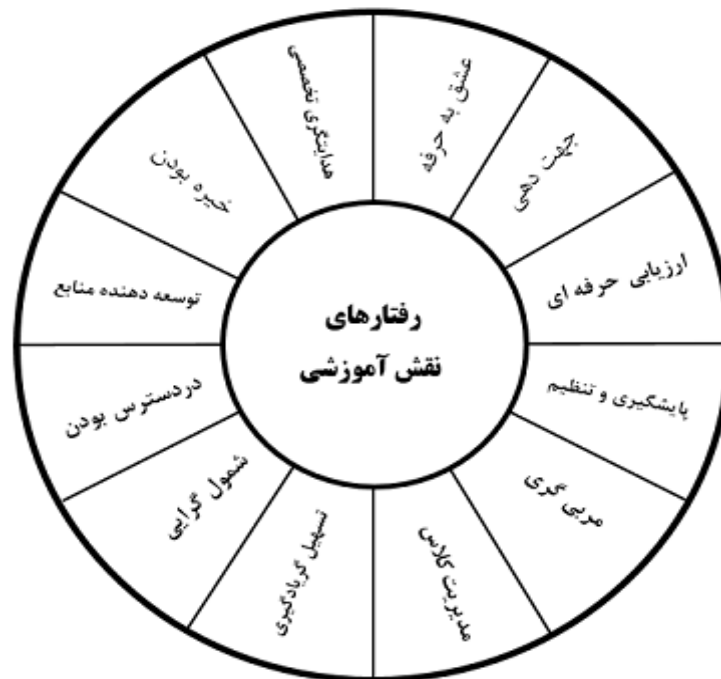 رفتارهای
نقش آموزشی
عشق به حرفه
جهت دهی
ارزیابی حرفه ای
پایشگیری و تنظیم
مربی گری
مدیریت کلاس
تسهیل گریادگیری
شمول گرایی
دردسترس بودن
توسعه دهنده منابع
خبره بودن
هدایتگری تخصصی